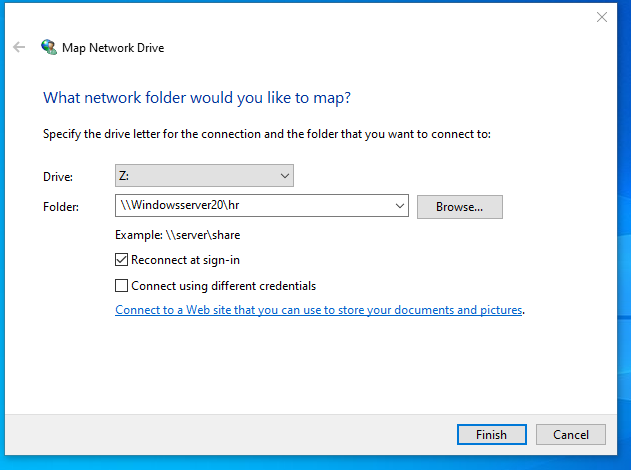 Map Network Drive
What network folder would you like to map?
Specify the drive letter for the connection and the folder that you want to connect to:
Drive: Z:
Folder: \\Windowsserver20\hr Browse...
Example: \\server\share
Reconnect at sign-in
Connect using different credentials
Connect to a Web site that you can use to store your documents and pictures.
Finish Cancel